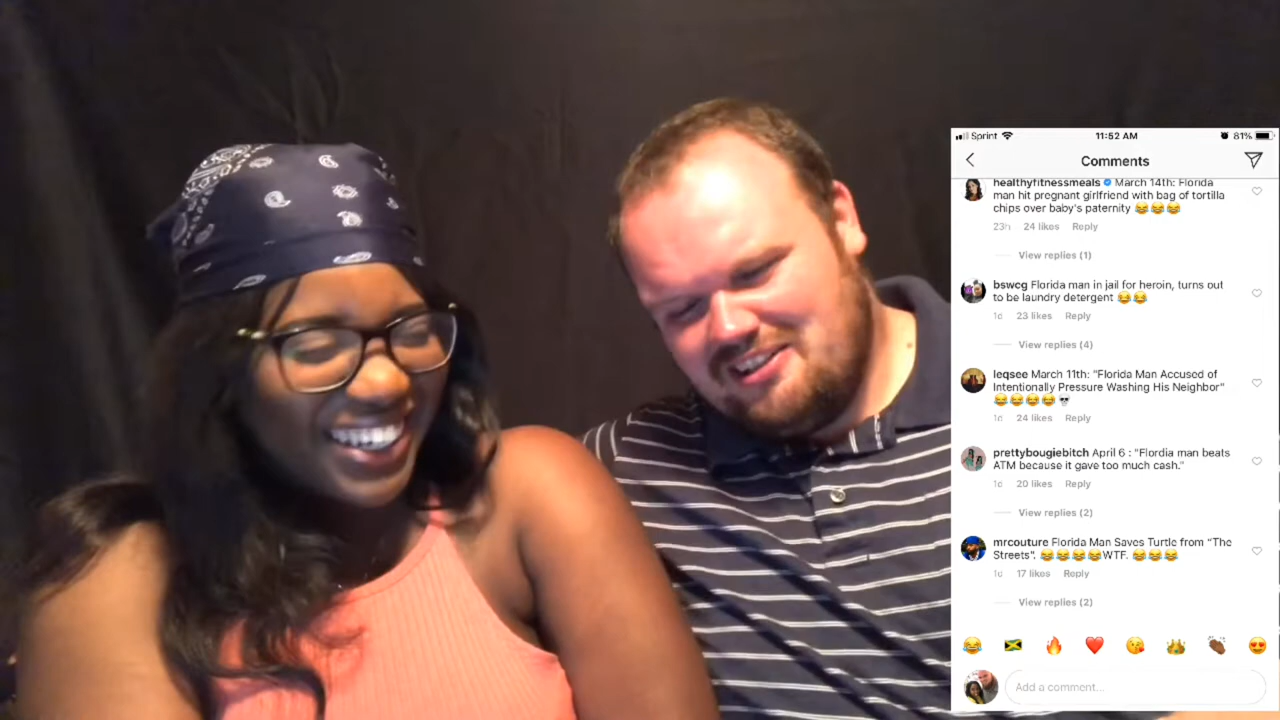 Sprint 11:52 AM 81%
Comments
healthyfitnessmeals March 14th: Florida
man hit pregnant girlfriend with bag of tortilla
chips over baby's paternity 😂😂😂
23h 24 likes Reply
View replies (1)
bswcg Florida man in jail for heroin, turns out
to be laundry detergent 😂😂
1d 23 likes Reply
View replies (4)
leqsee March 11th: "Florida Man Accused of
Intentionally Pressure Washing His Neighbor"
😂😂😂😂💀
1d 24 likes Reply
prettybougiebitch April 6 : "Flordia man beats
ATM because it gave too much cash."
1d 20 likes Reply
View replies (2)
mrcouture Florida Man Saves Turtle from "The
Streets". 😂😂😂😂WTF. 😂😂😂
1d 17 likes Reply
View replies (2)
😂 🇯🇲 🔥 ❤️ 😘 👑 👏🏾 😍
Add a comment...